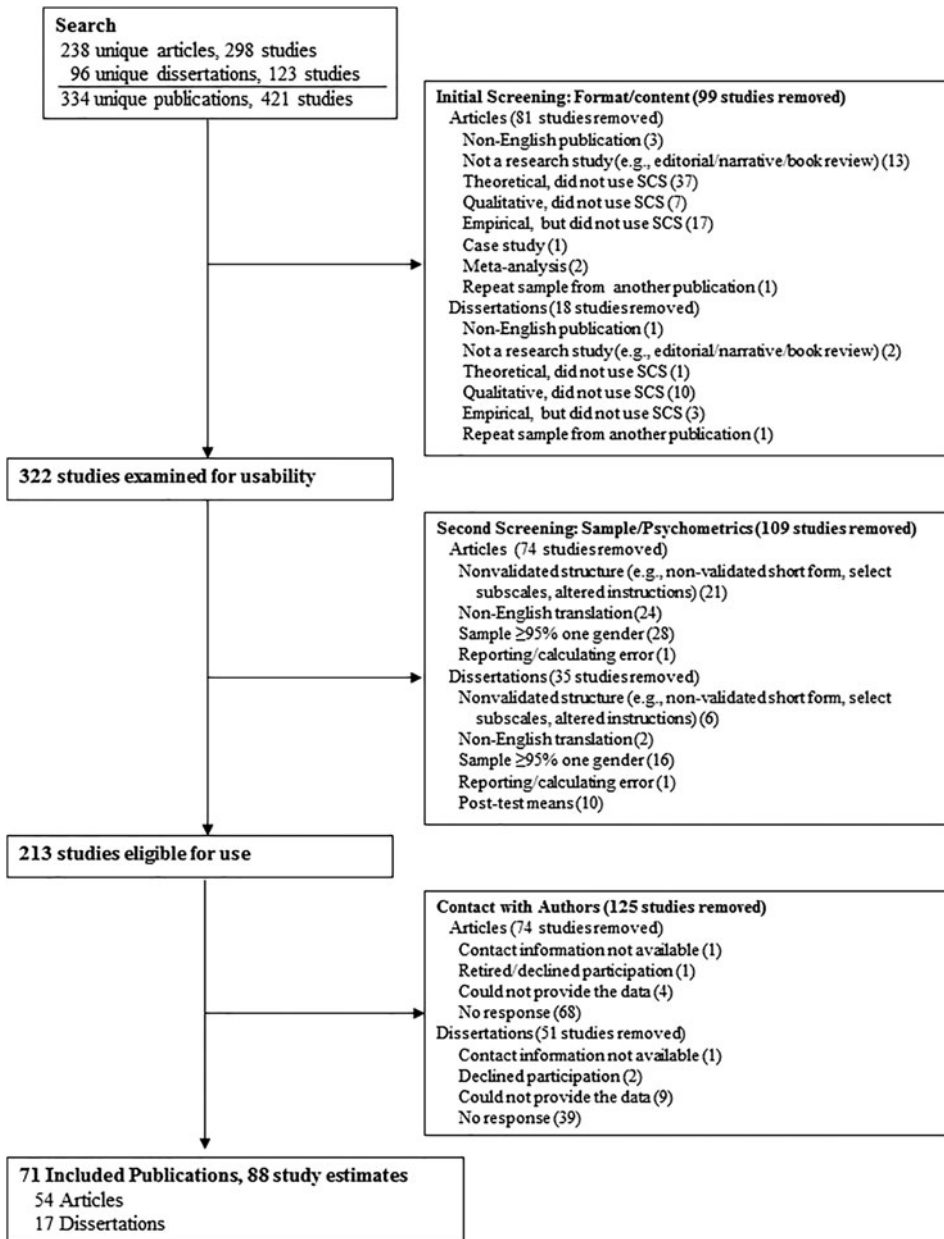 Search
238 unique articles, 298 studies
96 unique dissertations, 123 studies
334 unique publications, 421 studies
Initial Screening: Format/content (99 studies removed)
Articles (81 studies removed)
Non-English publication (3)
Not a research study (e.g., editorial/narrative/book review) (13)
Theoretical, did not use SCS (37)
Qualitative, did not use SCS (7)
Empirical, but did not use SCS (17)
Case study (1)
Meta-analysis (2)
Repeat sample from another publication (1)
Dissertations (18 studies removed)
Non-English publication (1)
Not a research study (e.g., editorial/narrative/book review) (2)
Theoretical, did not use SCS (1)
Qualitative, did not use SCS (10)
Empirical, but did not use SCS (3)
Repeat sample from another publication (1)
322 studies examined for usability
Second Screening: Sample/Psychometrics (109 studies removed)
Articles (74 studies removed)
Nonvalidated structure (e.g., non-validated short form, select
subscales, altered instructions) (21)
Non-English translation (24)
Sample ≥95% one gender (28)
Reporting/calculating error (1)
Dissertations (35 studies removed)
Nonvalidated structure (e.g., non-validated short form, select
subscales, altered instructions) (6)
Non-English translation (2)
Sample ≥95% one gender (16)
Reporting/calculating error (1)
Post-test means (10)
213 studies eligible for use
Contact with Authors (125 studies removed)
Articles (74 studies removed)
Contact information not available (1)
Retired/declined participation (1)
Could not provide the data (4)
No response (68)
Dissertations (51 studies removed)
Contact information not available (1)
Declined participation (2)
Could not provide the data (9)
No response (39)
71 Included Publications, 88 study estimates
54 Articles
17 Dissertations